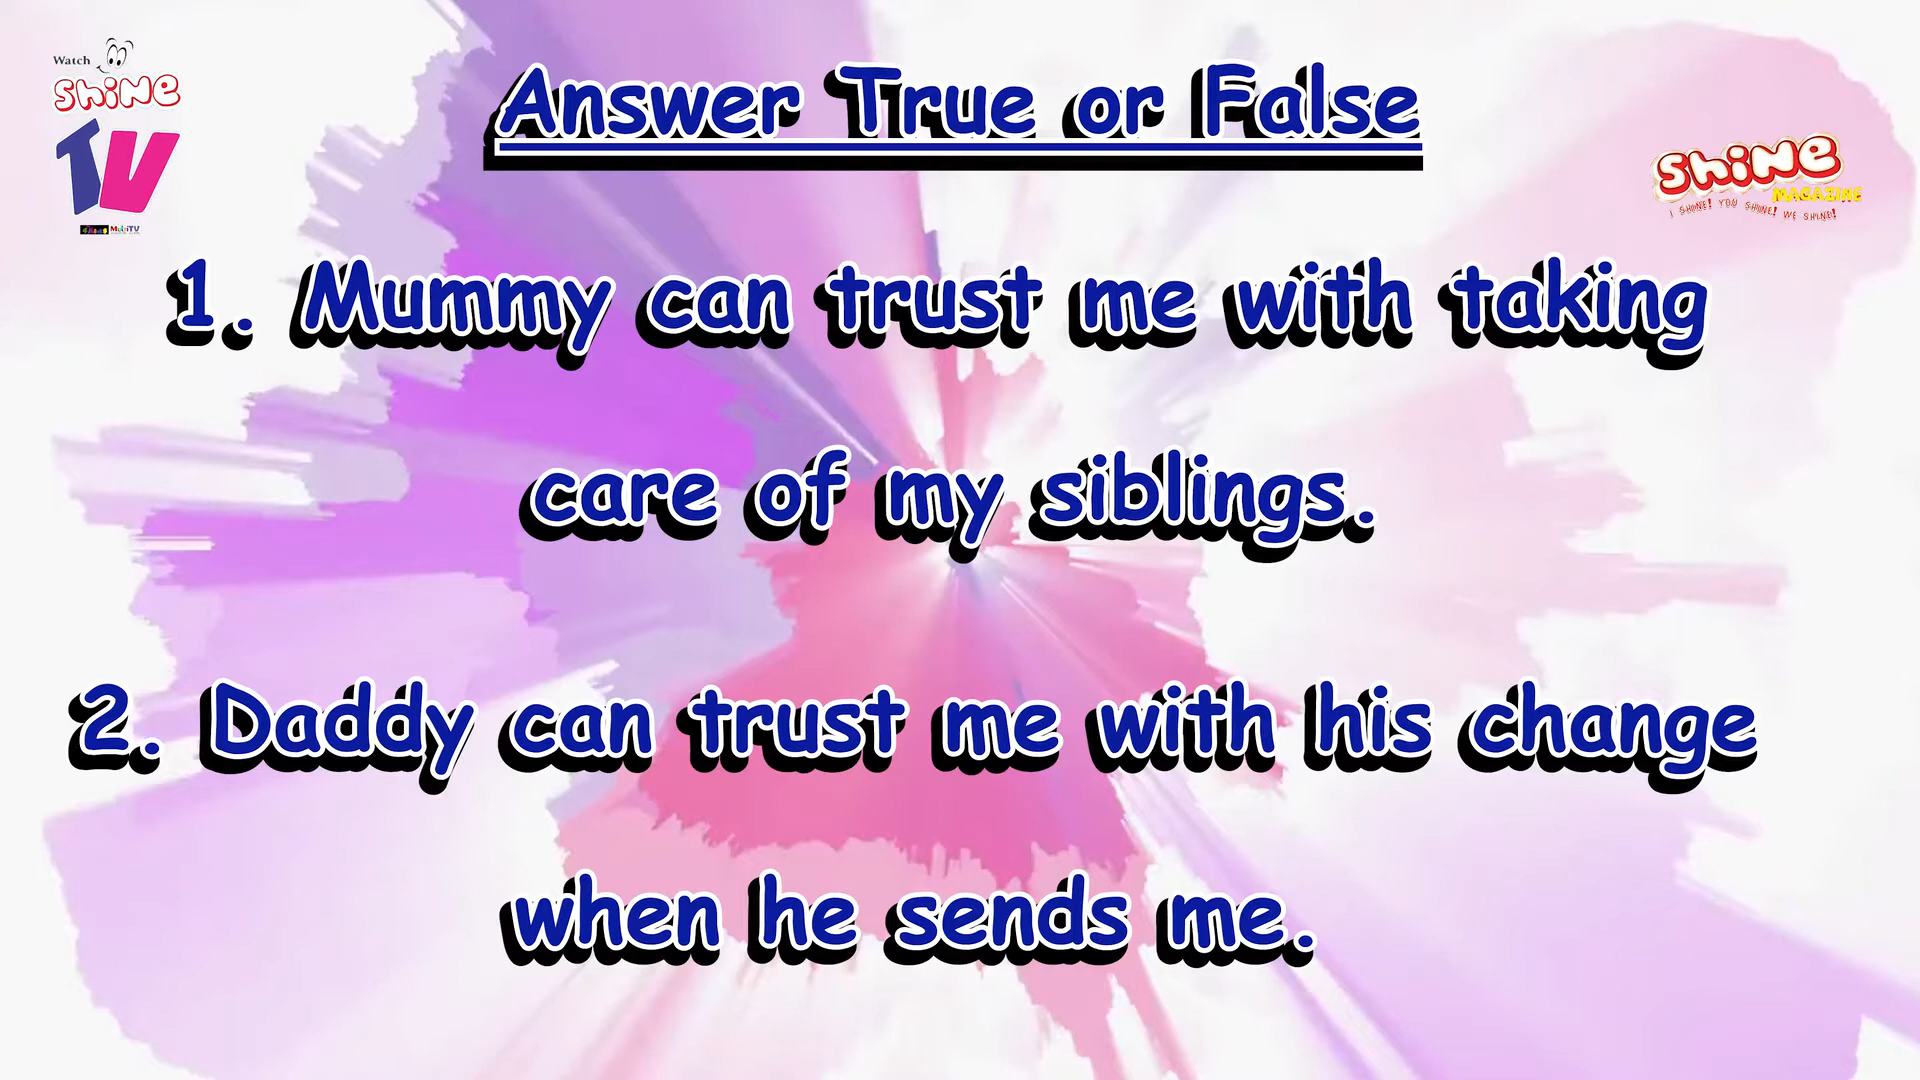 Watch
Shine
TV
Answer True or False
Shine
MAGAZINE
I SHINE! YOU SHINE! WE SHINE!
1. Mummy can trust me with taking
care of my siblings.
2. Daddy can trust me with his change
when he sends me.